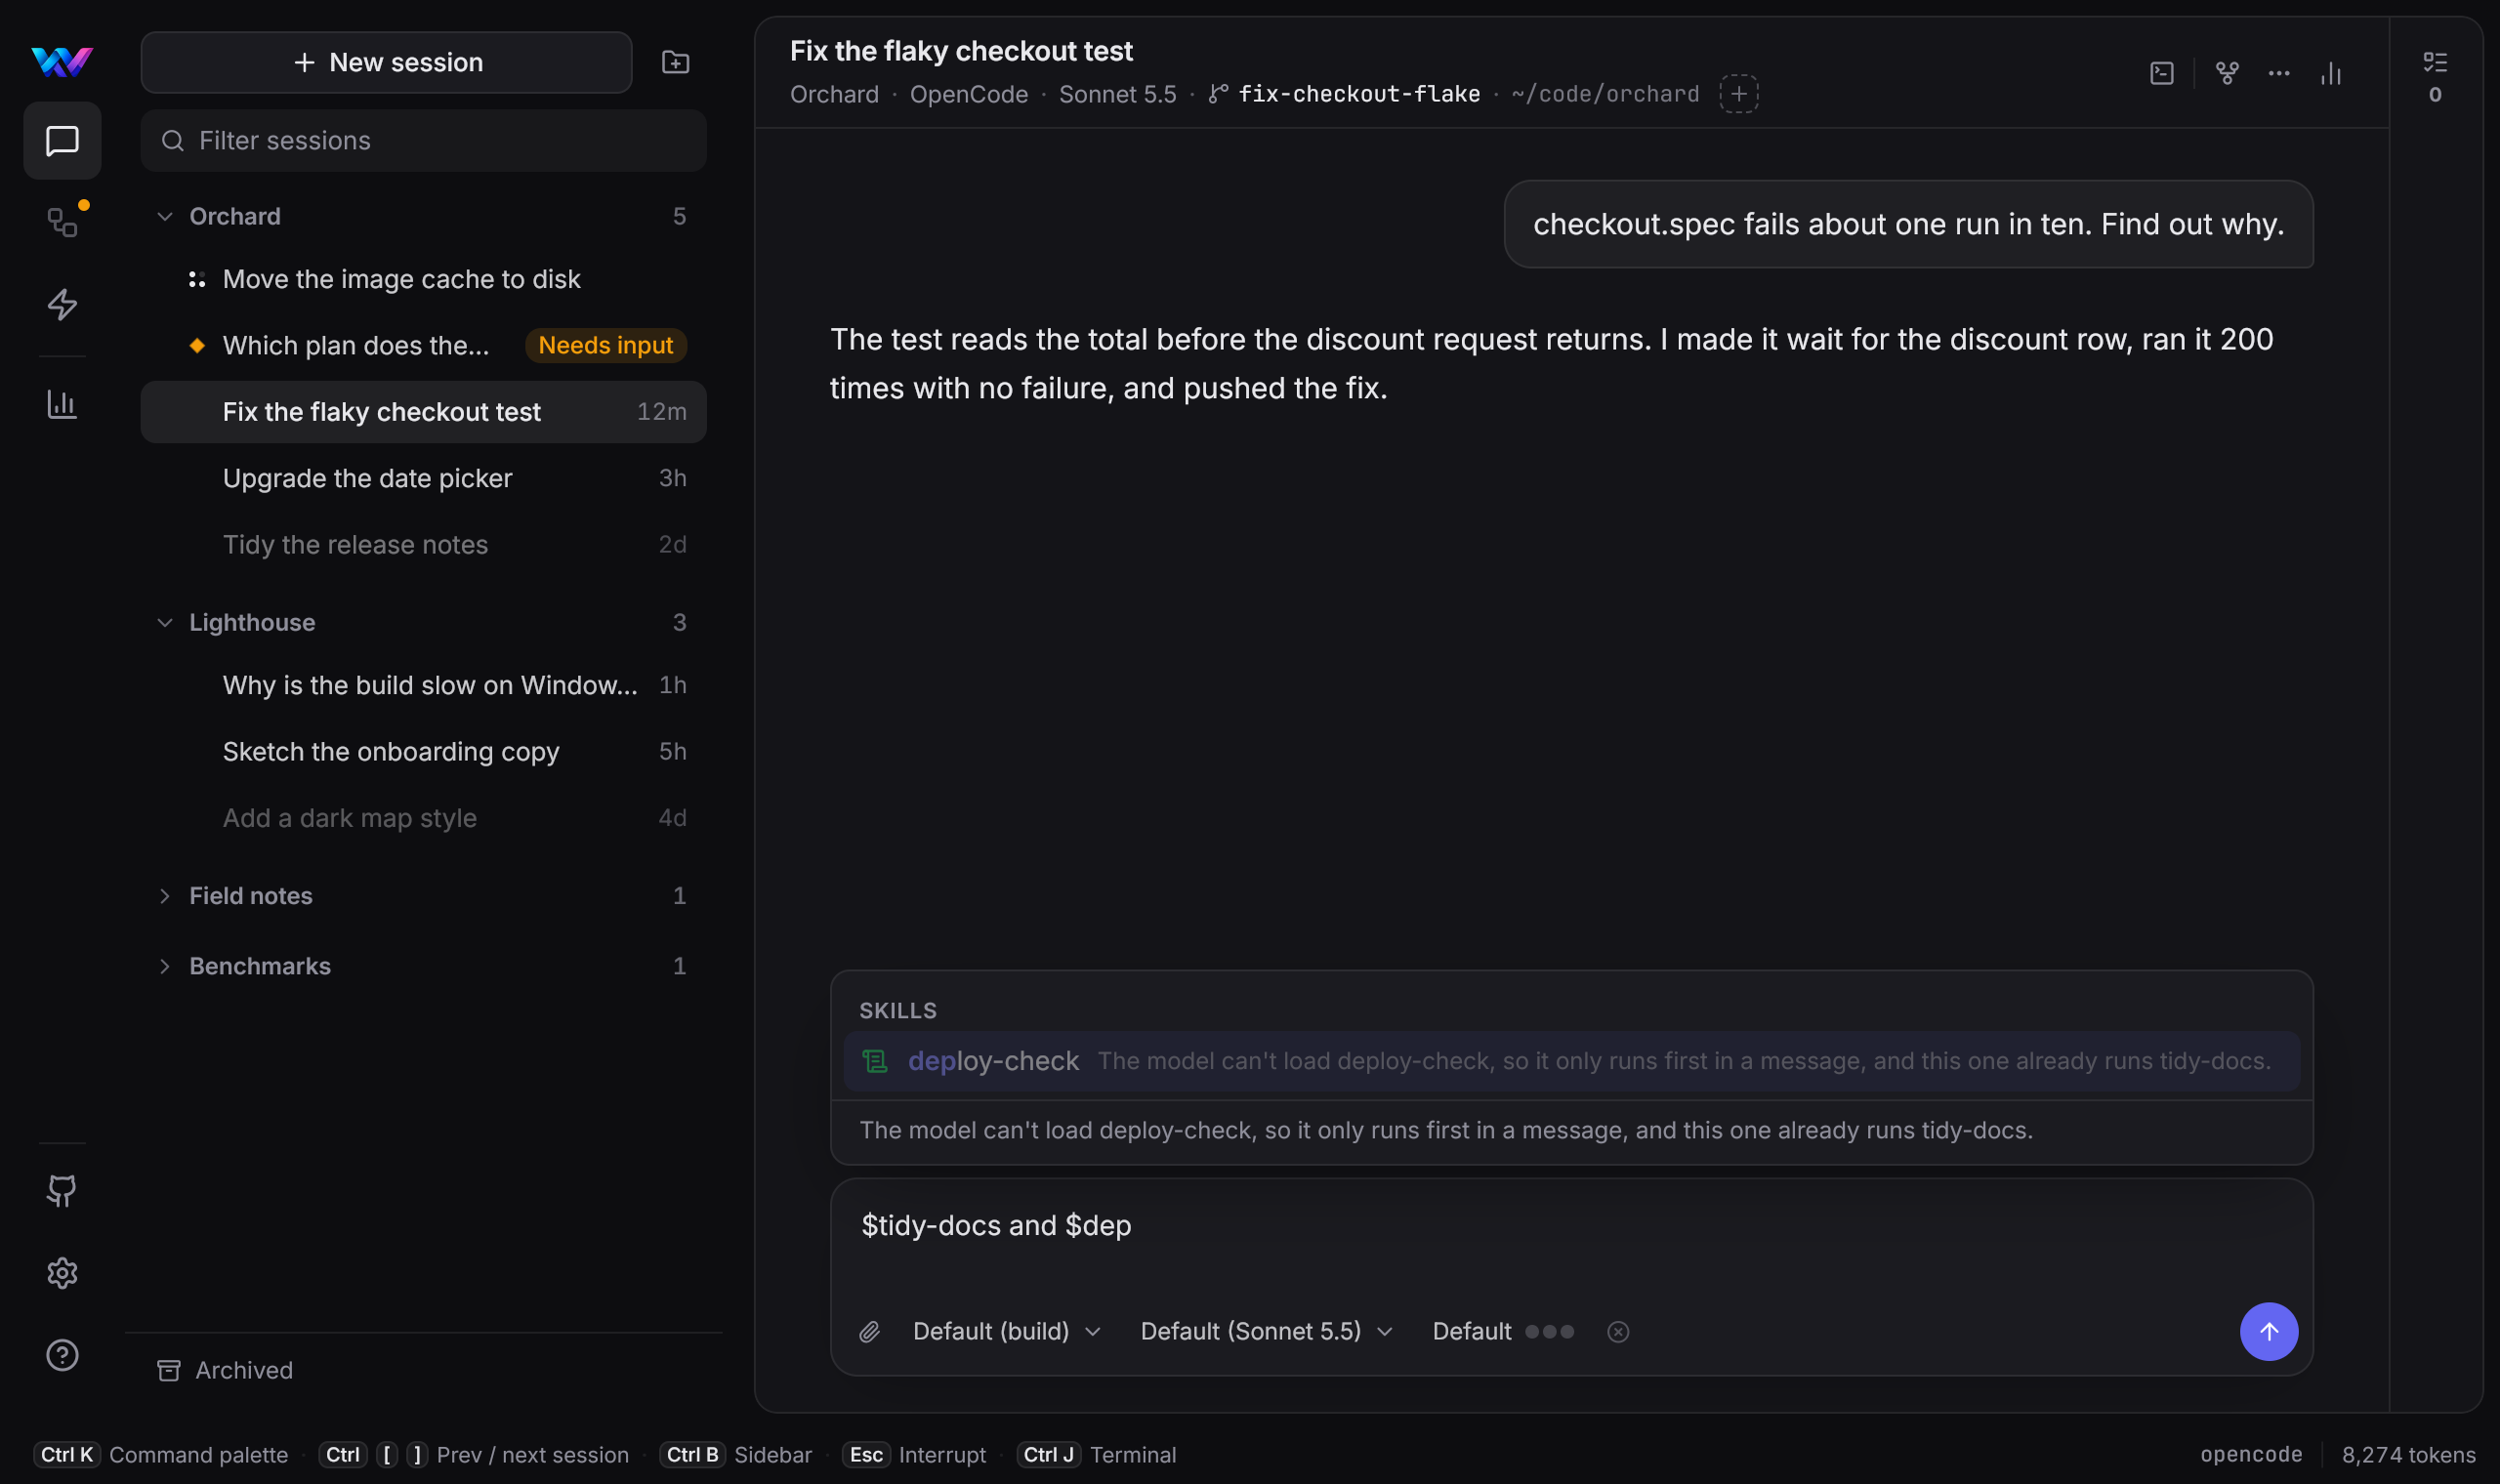 New session
Filter sessions
Orchard 5
Move the image cache to disk
Which plan does the... Needs input
Fix the flaky checkout test 12m
Upgrade the date picker 3h
Tidy the release notes 2d
Lighthouse 3
Why is the build slow on Window... 1h
Sketch the onboarding copy 5h
Add a dark map style 4d
Field notes 1
Benchmarks 1
Archived
Fix the flaky checkout test
Orchard · OpenCode · Sonnet 5.5 · fix-checkout-flake · ~/code/orchard
0
checkout.spec fails about one run in ten. Find out why.
The test reads the total before the discount request returns. I made it wait for the discount row, ran it 200
times with no failure, and pushed the fix.
SKILLS
deploy-check The model can't load deploy-check, so it only runs first in a message, and this one already runs tidy-docs.
The model can't load deploy-check, so it only runs first in a message, and this one already runs tidy-docs.
$tidy-docs and $dep
Default (build) Default (Sonnet 5.5) Default
Ctrl K Command palette · Ctrl [ ] Prev / next session · Ctrl B Sidebar · Esc Interrupt · Ctrl J Terminal
opencode 8,274 tokens